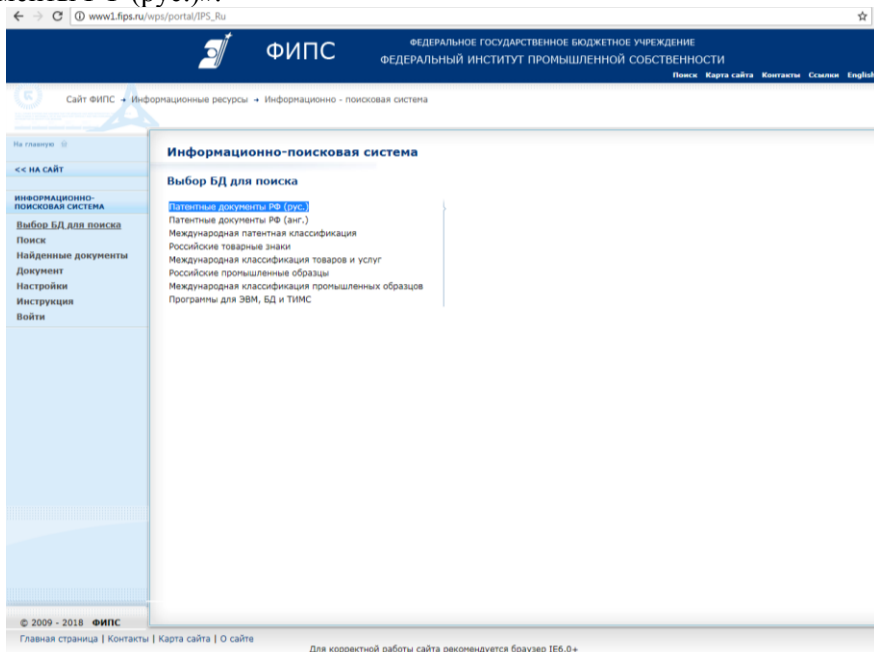 (рус.)».
www1.fips.ru/wps/portal/IPS_Ru
ФИПС
ФЕДЕРАЛЬНОЕ ГОСУДАРСТВЕННОЕ БЮДЖЕТНОЕ УЧРЕЖДЕНИЕ
ФЕДЕРАЛЬНЫЙ ИНСТИТУТ ПРОМЫШЛЕННОЙ СОБСТВЕННОСТИ
Поиск Карта сайта Контакты Ссылки English
Сайт ФИПС → Информационные ресурсы → Информационно - поисковая система
На главную
<< НА САЙТ
ИНФОРМАЦИОННО-
ПОИСКОВАЯ СИСТЕМА
Выбор БД для поиска
Поиск
Найденные документы
Документ
Настройки
Инструкция
Войти
Информационно-поисковая система
Выбор БД для поиска
Патентные документы РФ (рус.)
Патентные документы РФ (анг.)
Международная патентная классификация
Российские товарные знаки
Международная классификация товаров и услуг
Российские промышленные образцы
Международная классификация промышленных образцов
Программы для ЭВМ, БД и ТИМС
© 2009 - 2018 ФИПС
Главная страница | Контакты | Карта сайта | О сайте
Для корректной работы сайта рекомендуется браузер IE6.0+